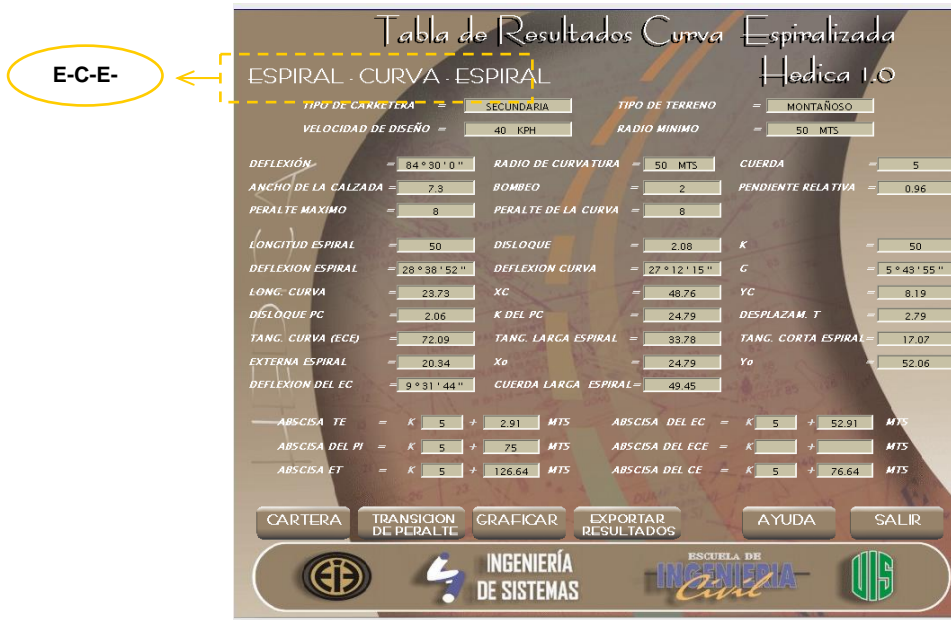 Tabla de Resultados Curva Espiralizada
E-C-E-
ESPIRAL - CURVA - ESPIRAL
Hedica 1.0
TIPO DE CARRETERA = SECUNDARIA TIPO DE TERRENO = MONTAÑOSO
VELOCIDAD DE DISEÑO = 40 KPH RADIO MINIMO = 50 MTS
DEFLEXIÓN = 84 ° 30 ' 0 " RADIO DE CURVATURA = 50 MTS CUERDA = 5
ANCHO DE LA CALZADA = 7.3 BOMBEO = 2 PENDIENTE RELATIVA = 0.96
PERALTE MAXIMO = 8 PERALTE DE LA CURVA = 8
LONGITUD ESPIRAL = 50 DISLOQUE = 2.08 K = 50
DEFLEXION ESPIRAL = 28 ° 38 ' 52 " DEFLEXION CURVA = 27 ° 12 ' 15 " G = 5 ° 43 ' 55 "
LONG. CURVA = 23.73 XC = 48.76 YC = 8.19
DISLOQUE PC = 2.06 K DEL PC = 24.79 DESPLAZAM. T = 2.79
TANG. CURVA (ECE) = 72.09 TANG. LARGA ESPIRAL = 33.78 TANG. CORTA ESPIRAL = 17.07
EXTERNA ESPIRAL = 20.34 Xo = 24.79 Yo = 52.06
DEFLEXION DEL EC = 9 ° 31 ' 44 " CUERDA LARGA ESPIRAL = 49.45
ABSCISA TE = K 5 + 2.91 MTS ABSCISA DEL EC = K 5 + 52.91 MTS
ABSCISA DEL PI = K 5 + 75 MTS ABSCISA DEL ECE = K + MTS
ABSCISA ET = K 5 + 126.64 MTS ABSCISA DEL CE = K 5 + 76.64 MTS
CARTERA TRANSICION DE PERALTE GRAFICAR EXPORTAR RESULTADOS AYUDA SALIR
INGENIERÍA
DE SISTEMAS
ESCUELA DE
INGENIERIA
Civil
UIS